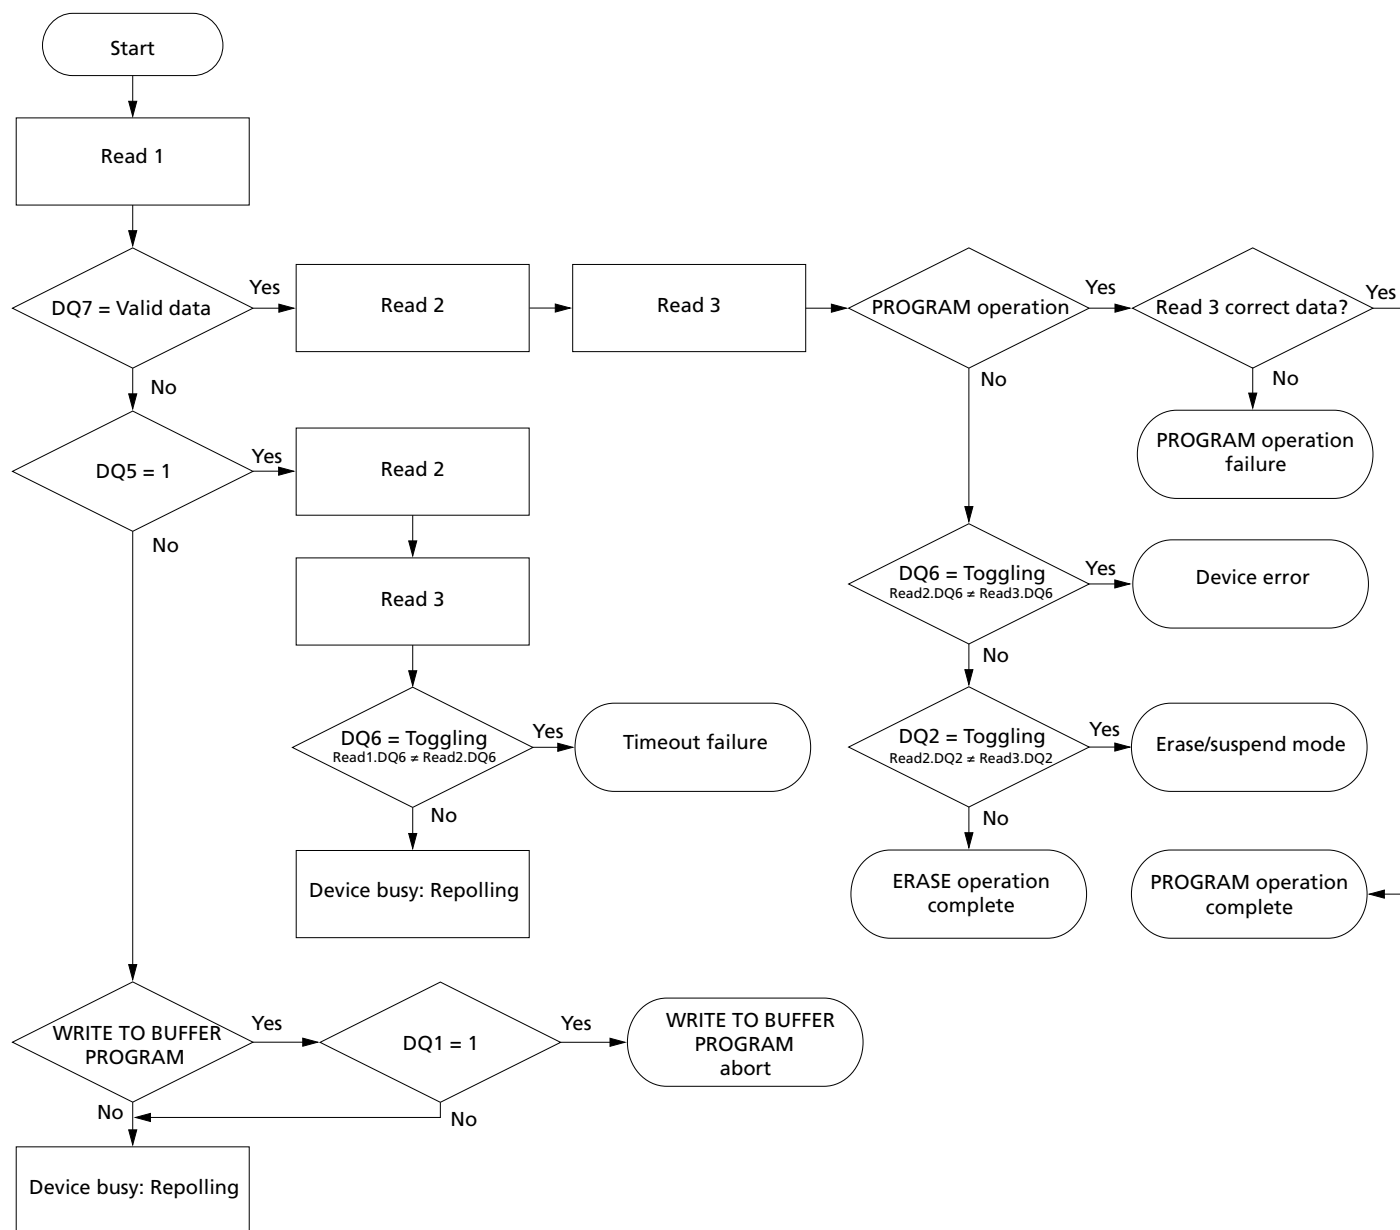 Start
Read 1
DQ7 = Valid data
Yes
Read 2
Read 3
PROGRAM operation
Yes
Read 3 correct data?
Yes
No
No
No
PROGRAM operation
failure
DQ5 = 1
Yes
Read 2
No
Read 3
DQ6 = Toggling
Read2.DQ6 ≠ Read3.DQ6
Yes
Device error
No
DQ6 = Toggling
Read1.DQ6 ≠ Read2.DQ6
Yes
Timeout failure
DQ2 = Toggling
Read2.DQ2 ≠ Read3.DQ2
Yes
Erase/suspend mode
No
No
Device busy: Repolling
ERASE operation
complete
PROGRAM operation
complete
WRITE TO BUFFER
PROGRAM
Yes
DQ1 = 1
Yes
WRITE TO BUFFER
PROGRAM
abort
No
No
Device busy: Repolling